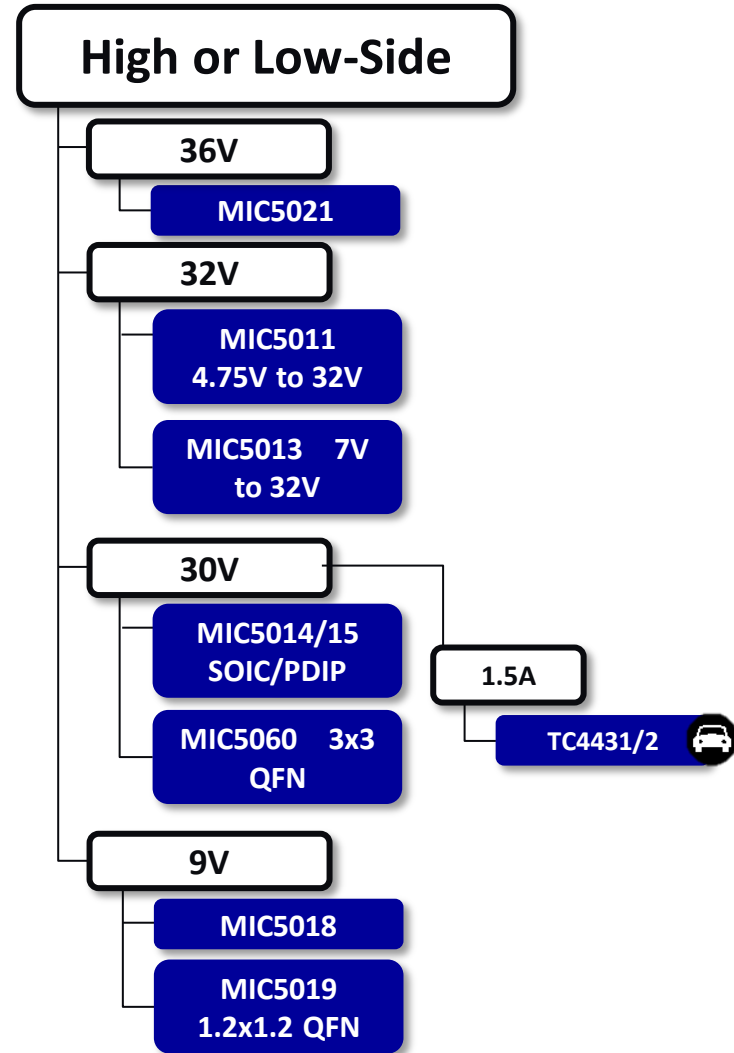 High or Low-Side
36V
MIC5021
32V
MIC5011
4.75V to 32V
MIC5013 7V
to 32V
30V
MIC5014/15
SOIC/PDIP
1.5A
MIC5060 3x3
QFN
TC4431/2
9V
MIC5018
MIC5019
1.2x1.2 QFN